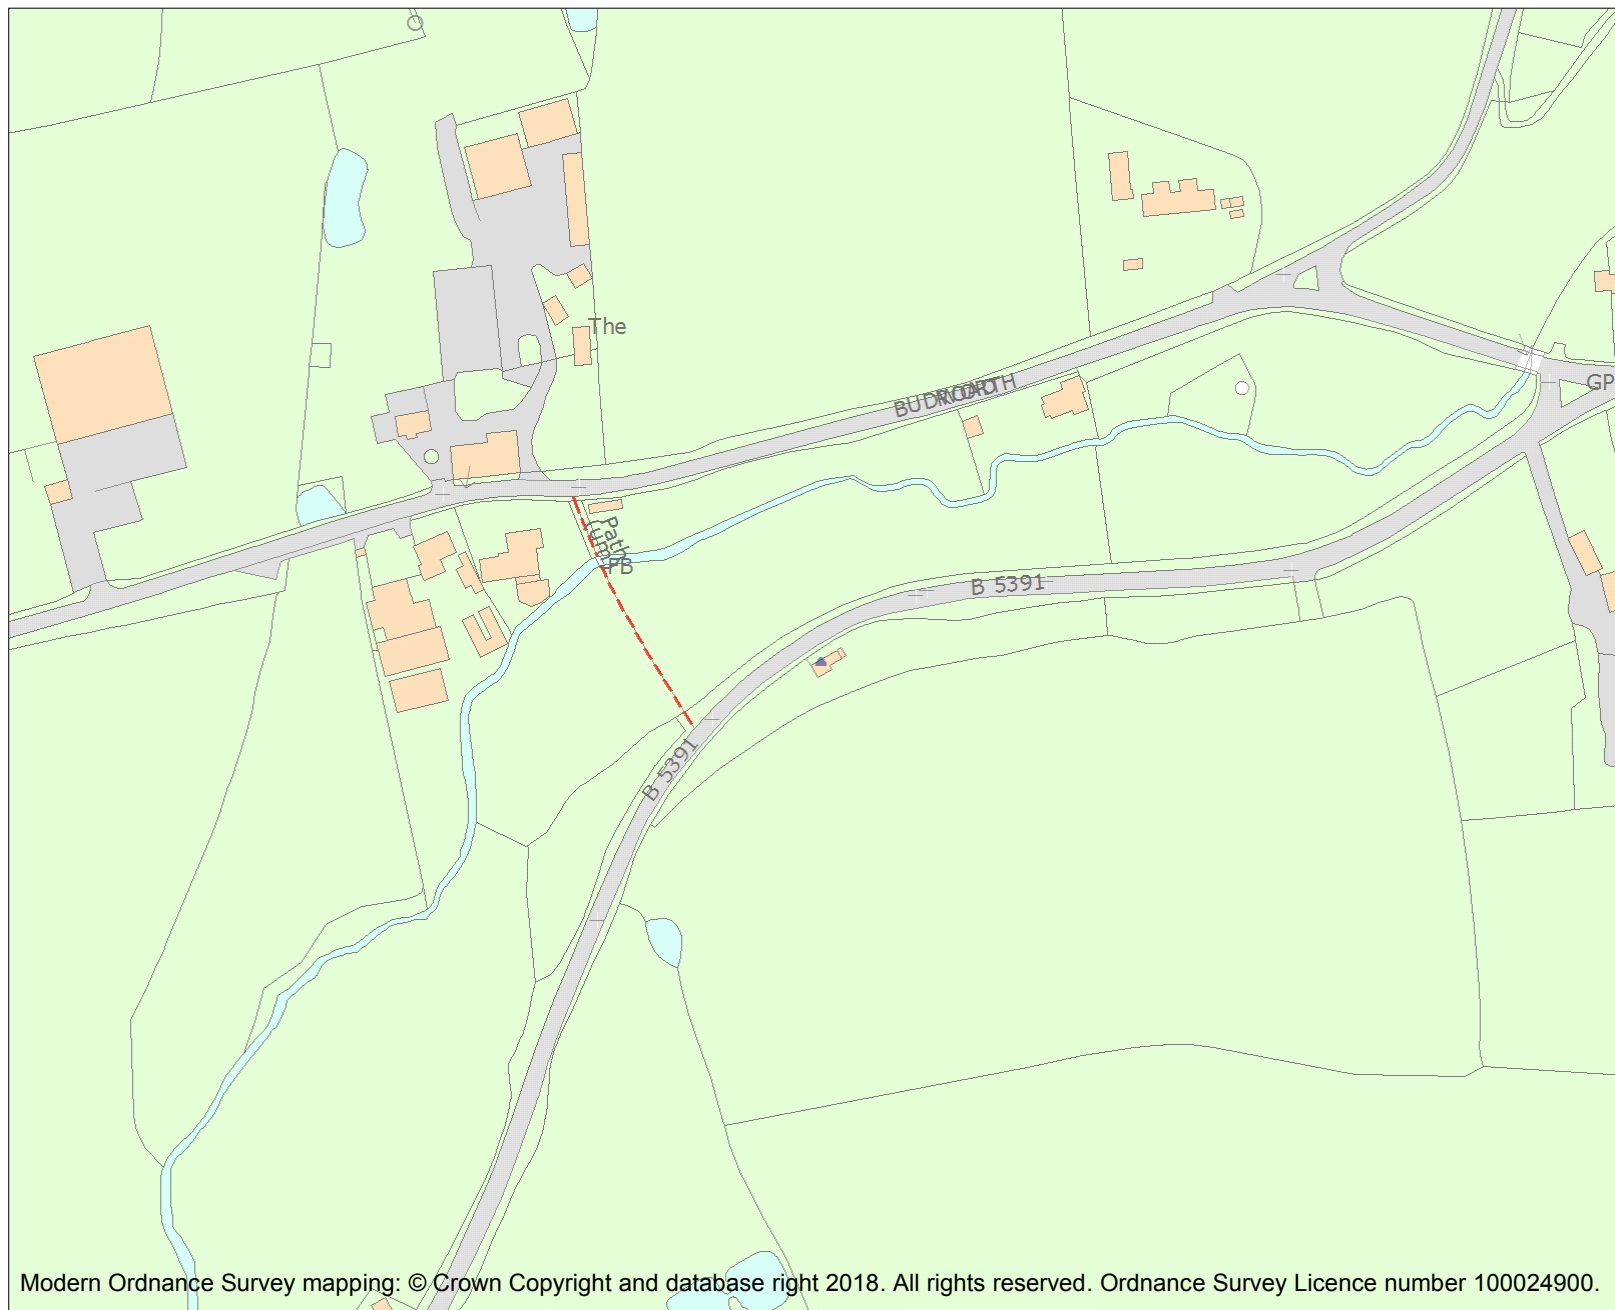 The
BUDWORTH
ROAD
GP
Path
(um)
FB
B 5391
B 5391
Modern Ordnance Survey mapping: © Crown Copyright and database right 2018. All rights reserved. Ordnance Survey Licence number 100024900.